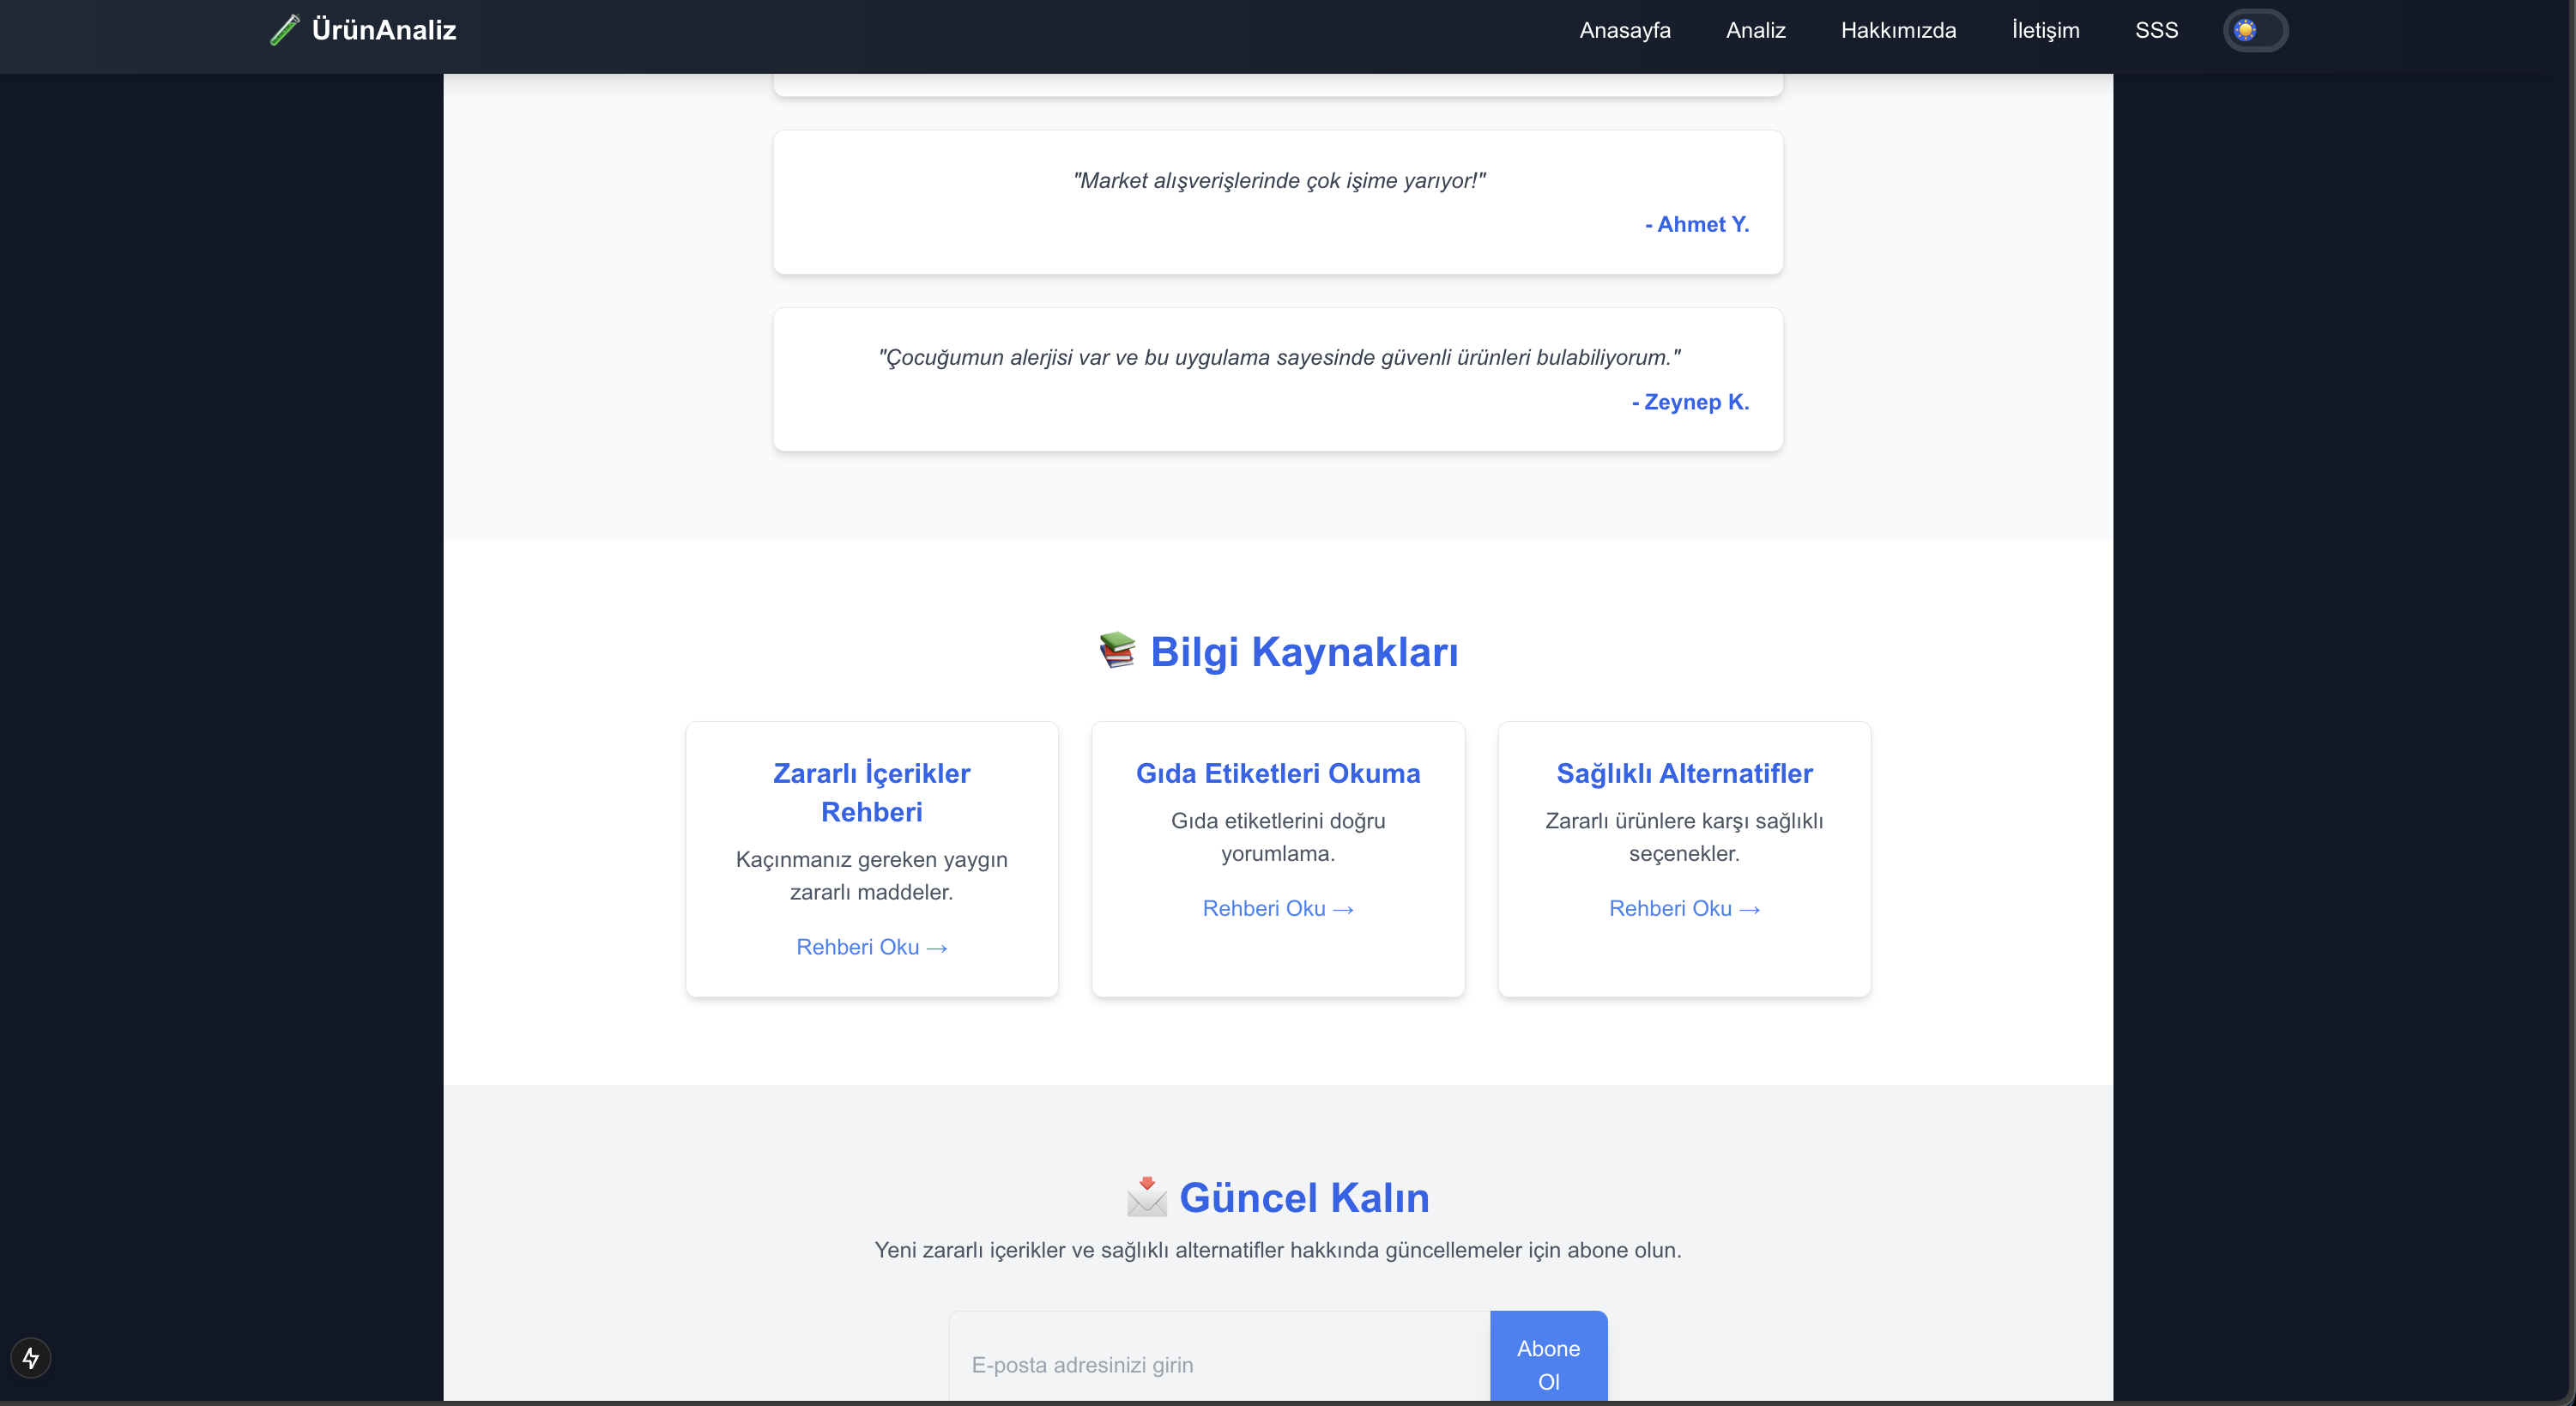 ÜrünAnaliz
Anasayfa
Analiz
Hakkımızda
İletişim
SSS
"Market alışverişlerinde çok işime yarıyor!"
- Ahmet Y.
"Çocuğumun alerjisi var ve bu uygulama sayesinde güvenli ürünleri bulabiliyorum."
- Zeynep K.
Bilgi Kaynakları
Zararlı İçerikler
Rehberi
Kaçınmanız gereken yaygın
zararlı maddeler.
Rehberi Oku →
Gıda Etiketleri Okuma
Gıda etiketlerini doğru
yorumlama.
Rehberi Oku →
Sağlıklı Alternatifler
Zararlı ürünlere karşı sağlıklı
seçenekler.
Rehberi Oku →
Güncel Kalın
Yeni zararlı içerikler ve sağlıklı alternatifler hakkında güncellemeler için abone olun.
E-posta adresinizi girin
Abone
Ol